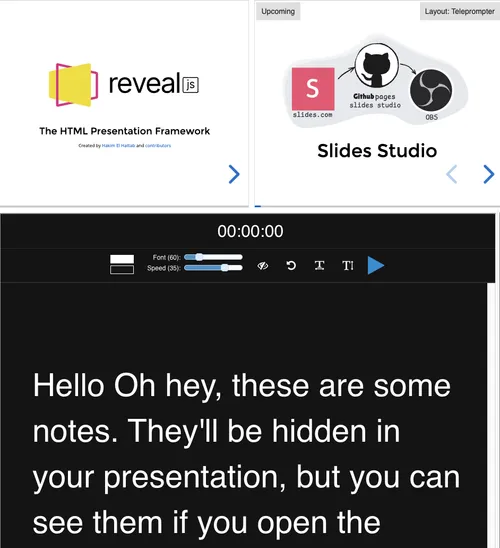 reveal js
The HTML Presentation Framework
Created by Hakim El Hattab and contributors
Upcoming
Layout: Teleprompter
S
slides.com
Github pages
slides studio
OBS
Slides Studio
00:00:00
Font (60):
Speed (35):
Hello Oh hey, these are some
notes. They'll be hidden in
your presentation, but you can
see them if you open the